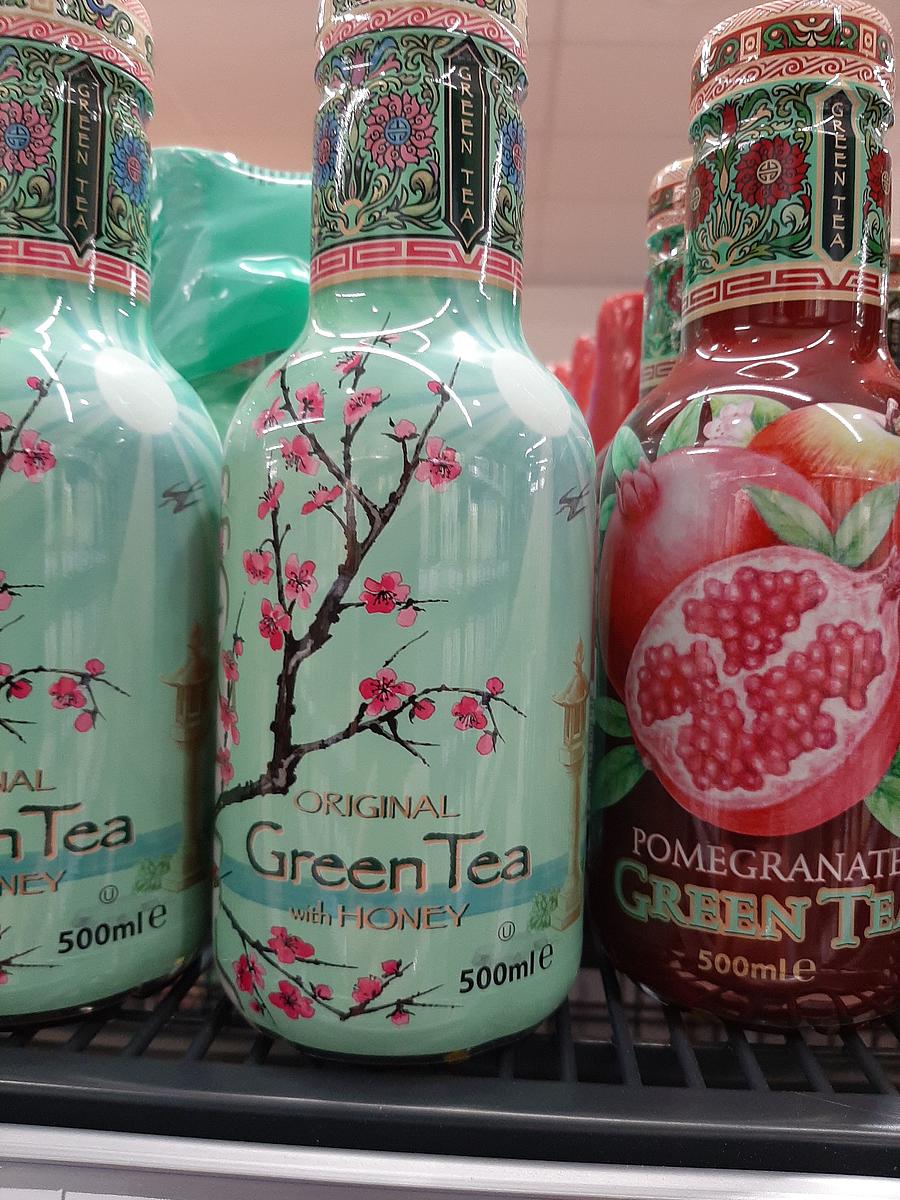 GREEN TEA
NAL
n Tea
NEY
U
500ml e
GREEN TEA
ORIGINAL
Green Tea
with HONEY
U
500ml e
GREEN TEA
POMEGRANATE
GREEN TEA
500ml e